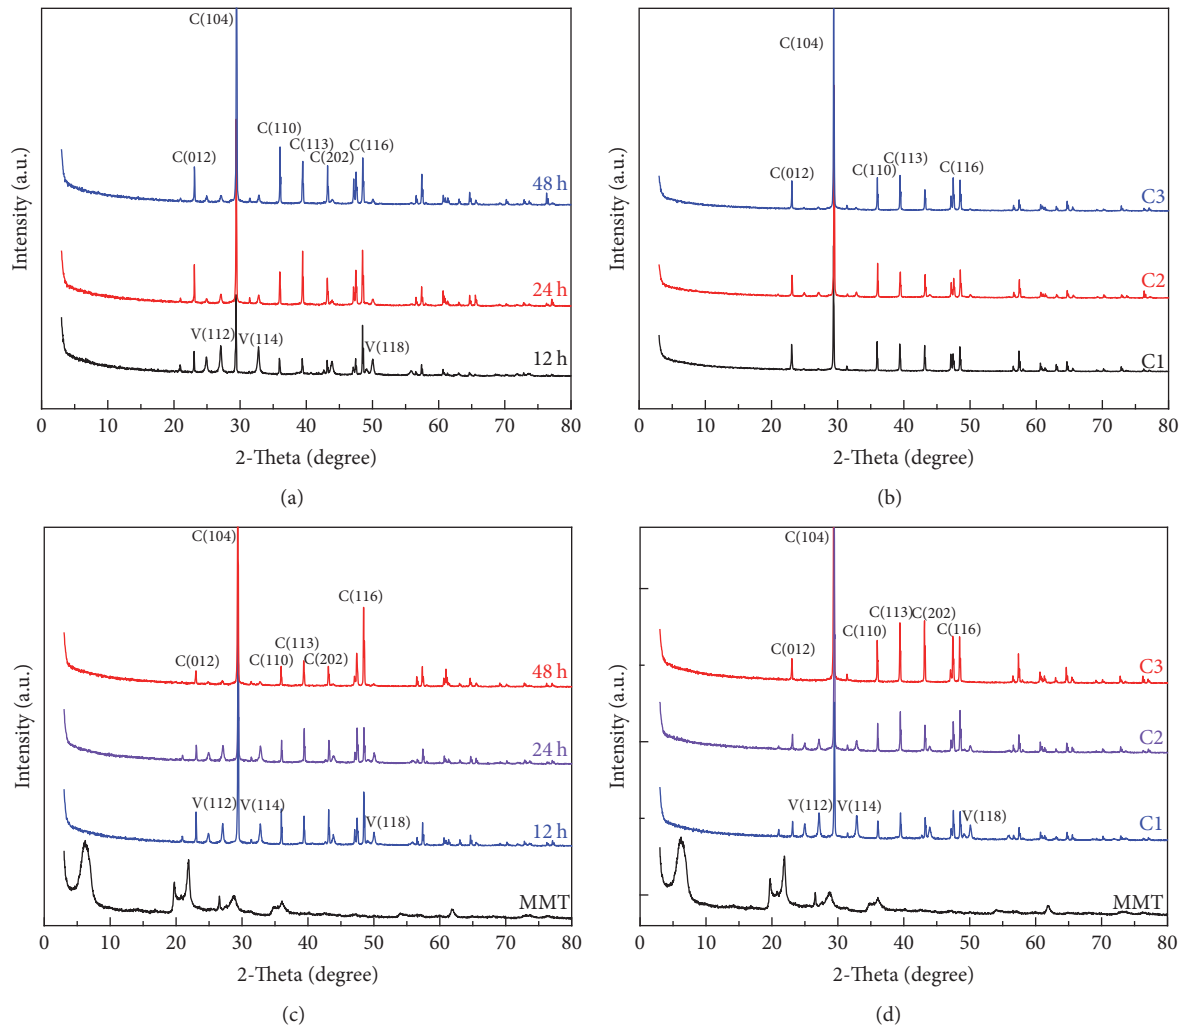 C(104)
C(012)
C(110)
C(113)
C(202)
C(116)
48 h
24 h
V(112)
V(114)
V(118)
12 h
Intensity (a.u.)
0 10 20 30 40 50 60 70 80
2-Theta (degree)
(a)
C(104)
C(012)
C(110)
C(113)
C(116)
C3
C2
C1
Intensity (a.u.)
0 10 20 30 40 50 60 70 80
2-Theta (degree)
(b)
C(104)
C(116)
C(113)
C(012)
C(110)
C(202)
48 h
24 h
V(112)
V(114)
V(118)
12 h
MMT
Intensity (a.u.)
0 10 20 30 40 50 60 70 80
2-Theta (degree)
(c)
C(104)
C(113)
C(202)
C(110)
C(116)
C(012)
C3
C2
V(112)
V(114)
V(118)
C1
MMT
Intensity (a.u.)
0 10 20 30 40 50 60 70 80
2-Theta (degree)
(d)